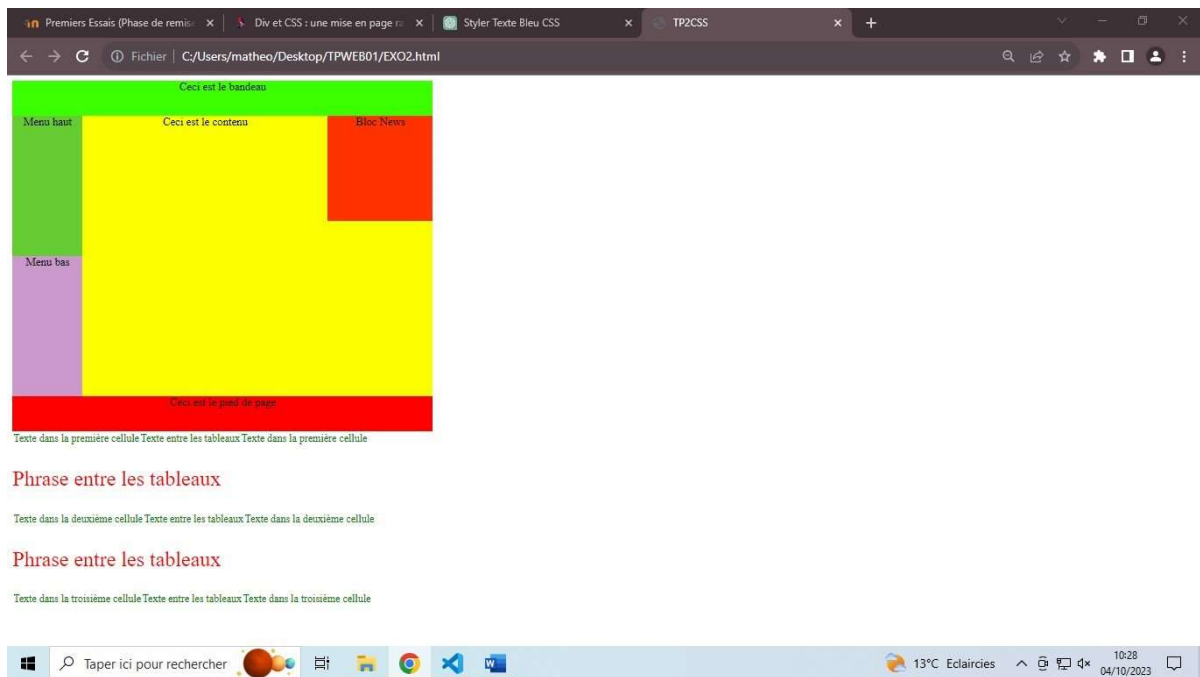 Premiers Essais (Phase de remis
Div et CSS : une mise en page ra
Styler Texte Bleu CSS
TP2CSS
Fichier
C:/Users/matheo/Desktop/TPWEB01/EXO2.html
Ceci est le bandeau
Menu haut
Ceci est le contenu
Bloc News
Menu bas
Ceci est le pied de page
Texte dans la première cellule Texte entre les tableaux Texte dans la première cellule
Phrase entre les tableaux
Texte dans la deuxième cellule Texte entre les tableaux Texte dans la deuxième cellule
Phrase entre les tableaux
Texte dans la troisième cellule Texte entre les tableaux Texte dans la troisième cellule
Taper ici pour rechercher
13°C Eclaircies
10:28
04/10/2023